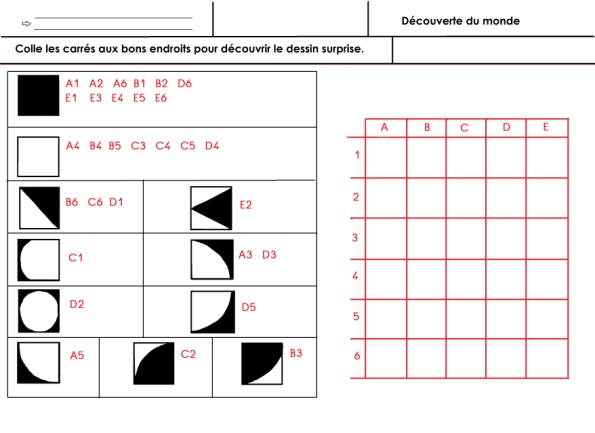 ⇨
Découverte du monde
Colle les carrés aux bons endroits pour découvrir le dessin surprise.
A1 A2 A6 B1 B2 D6
E1 E3 E4 E5 E6
A4 B4 B5 C3 C4 C5 D4
B6 C6 D1
E2
C1
A3 D3
D2
D5
A5
C2
B3
A B C D E
1
2
3
4
5
6